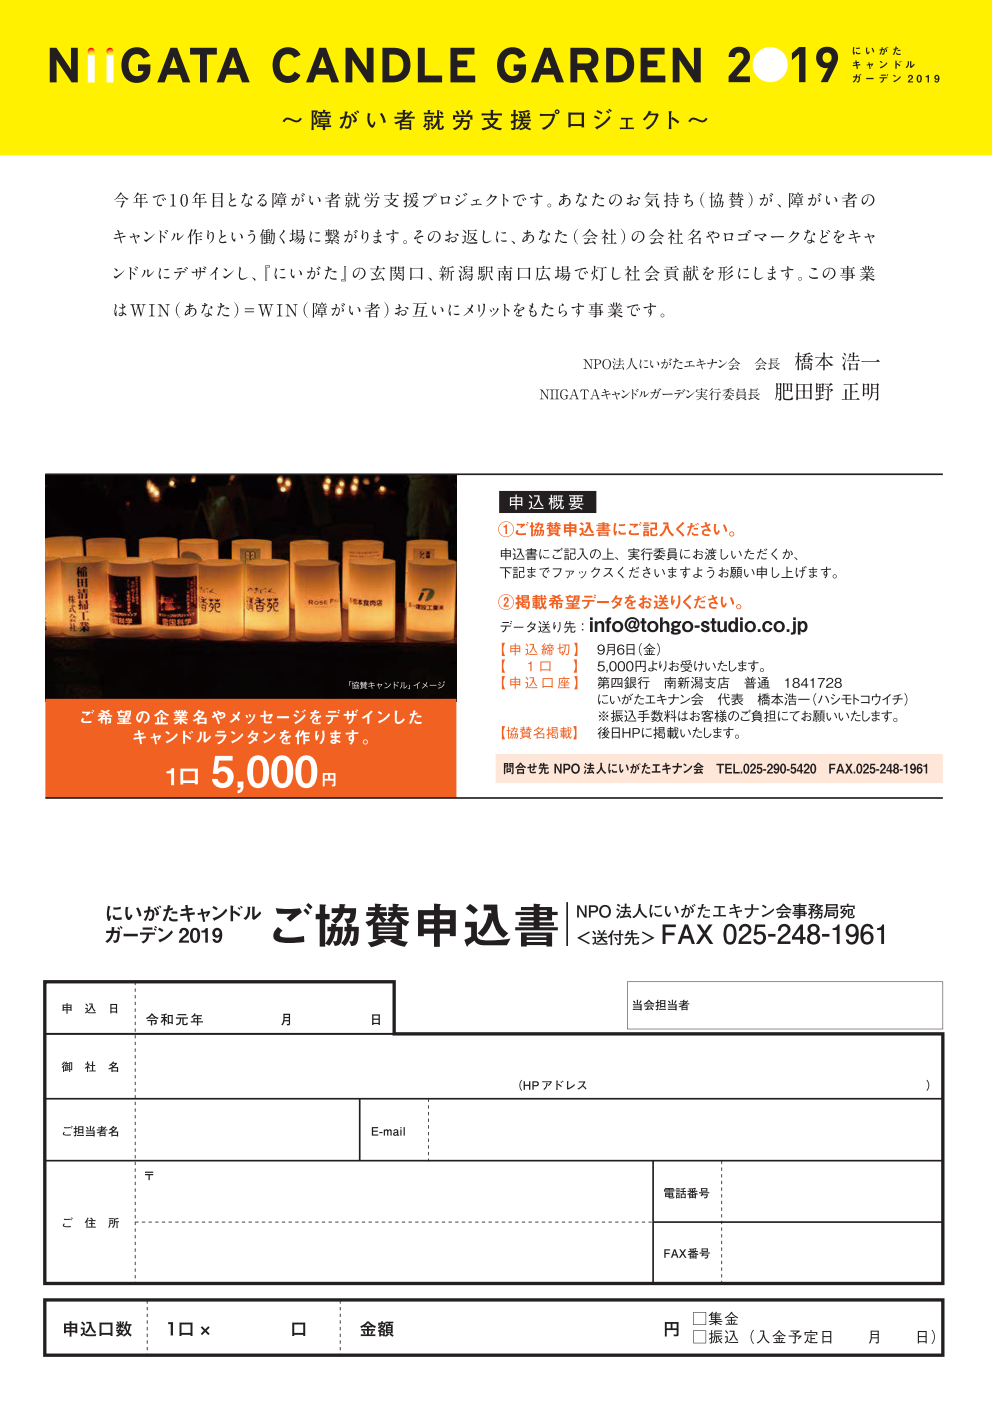 NiiGATA CANDLE GARDEN 2019
にいがた
キャンドル
ガーデン 2019
～障がい者就労支援プロジェクト～
今年で10年目となる障がい者就労支援プロジェクトです。あなたのお気持ち（協賛）が、障がい者の
キャンドル作りという働く場に繋がります。そのお返しに、あなた（会社）の会社名やロゴマークなどをキャ
ンドルにデザインし、『にいがた』の玄関口、新潟駅南口広場で灯し社会貢献を形にします。この事業
はWIN（あなた）=WIN（障がい者）お互いにメリットをもたらす事業です。
NPO法人にいがたエキナン会　会長　橋本 浩一
NIIGATAキャンドルガーデン実行委員長　肥田野 正明
稲田清掃工業
株式会社
香苑
Rose
「協賛キャンドル」イメージ
ご希望の企業名やメッセージをデザインした
キャンドルランタンを作ります。
1口 5,000円
申込概要
①ご協賛申込書にご記入ください。
申込書にご記入の上、実行委員にお渡しいただくか、
下記までファックスくださいますようお願い申し上げます。
②掲載希望データをお送りください。
データ送り先：info@tohgo-studio.co.jp
【申込締切】　9月6日（金）
【　1口　】　5,000円よりお受けいたします。
【申込口座】　第四銀行　南新潟支店　普通　1841728
にいがたエキナン会　代表　橋本浩一（ハシモトコウイチ）
※振込手数料はお客様のご負担にてお願いいたします。
【協賛名掲載】　後日HPに掲載いたします。
問合せ先 NPO 法人にいがたエキナン会　TEL.025-290-5420　FAX.025-248-1961
にいがたキャンドル
ガーデン 2019
ご協賛申込書
NPO 法人にいがたエキナン会事務局宛
＜送付先＞FAX 025-248-1961
申　込　日
令和元年　　　月　　　日
当会担当者
御　社　名
（HPアドレス　　　）
ご担当者名
E-mail
ご　住　所
〒
電話番号
FAX番号
申込口数
1口 ×　　　口
金額　　　円
□集金
□振込（入金予定日　　月　　日）